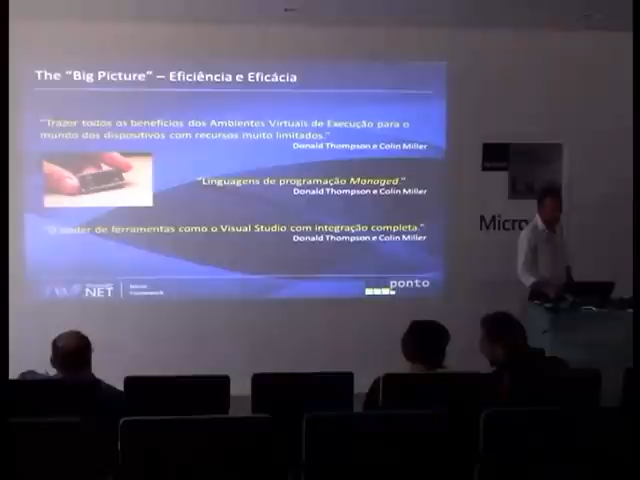 The "Big Picture" – Eficiência e Eficácia
"Trazer todos os benefícios dos Ambientes Virtuais de Execução para o
mundo dos dispositivos com recursos muito limitados."
Donald Thompson e Colin Miller
"Linguagens de programação Managed."
Donald Thompson e Colin Miller
"O poder de ferramentas como o Visual Studio com integração completa."
Donald Thompson e Colin Miller
.NET
ponto
Micro